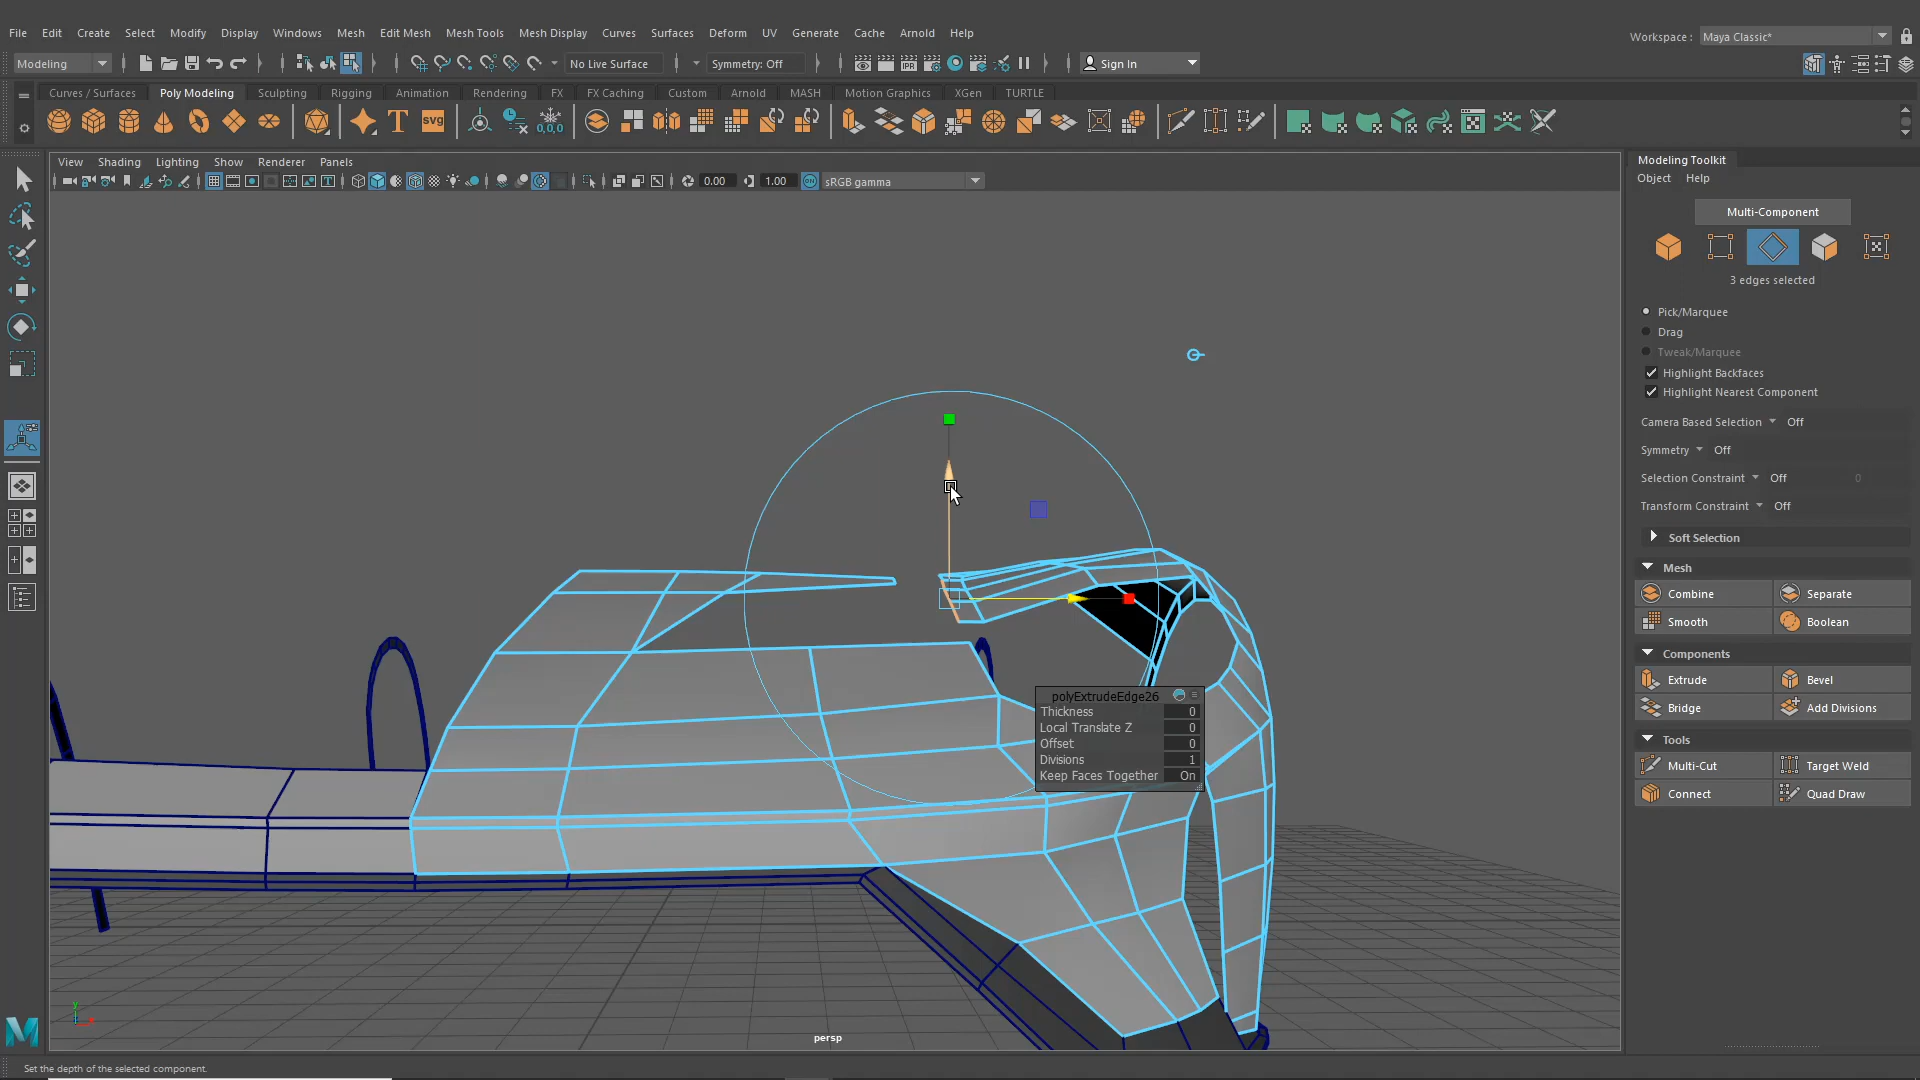 File Edit Create Select Modify Display Windows Mesh Edit Mesh Mesh Tools Mesh Display Curves Surfaces Deform UV Generate Cache Arnold Help
Workspace : Maya Classic*
Modeling No Live Surface Symmetry: Off Sign In
Curves / Surfaces Poly Modeling Sculpting Rigging Animation Rendering FX FX Caching Custom Arnold MASH Motion Graphics XGen TURTLE
T svg 0,0,0
View Shading Lighting Show Renderer Panels
0.00 1.00 sRGB gamma
Modeling Toolkit
Object Help
Multi-Component
3 edges selected
Pick/Marquee
Drag
Tweak/Marquee
Highlight Backfaces
Highlight Nearest Component
Camera Based Selection Off
Symmetry Off
Selection Constraint Off 0
Transform Constraint Off
Soft Selection
Mesh
Combine Separate
Smooth Boolean
Components
Extrude Bevel
Bridge Add Divisions
Tools
Multi-Cut Target Weld
Connect Quad Draw
polyExtrudeEdge26
Thickness 0
Local Translate Z 0
Offset 0
Divisions 1
Keep Faces Together On
persp
Set the depth of the selected component.